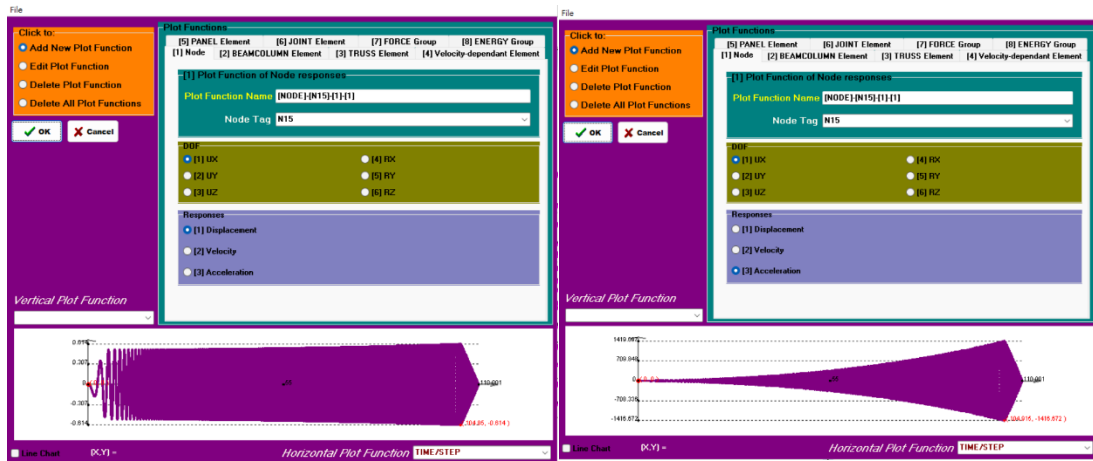 File
Click to:
Add New Plot Function
Edit Plot Function
Delete Plot Function
Delete All Plot Functions
OK
Cancel
Plot Functions
[5] PANEL Element [6] JOINT Element [7] FORCE Group [8] ENERGY Group
[1] Node [2] BEAMCOLUMN Element [3] TRUSS Element [4] Velocity-dependant Element
[1] Plot Function of Node responses
Plot Function Name [NODE]-[N15]-[1]-[1]
Node Tag N15
DOF
[1] UX [4] RX
[2] UY [5] RY
[3] UZ [6] RZ
Responses
[1] Displacement
[2] Velocity
[3] Acceleration
Vertical Plot Function
0.307
-0.307
-0.614
Line Chart (X,Y) = Horizontal Plot Function TIME/STEP
File
Click to:
Add New Plot Function
Edit Plot Function
Delete Plot Function
Delete All Plot Functions
OK
Cancel
Plot Functions
[5] PANEL Element [6] JOINT Element [7] FORCE Group [8] ENERGY Group
[1] Node [2] BEAMCOLUMN Element [3] TRUSS Element [4] Velocity-dependant Element
[1] Plot Function of Node responses
Plot Function Name [NODE]-[N15]-[1]-[1]
Node Tag N15
DOF
[1] UX [4] RX
[2] UY [5] RY
[3] UZ [6] RZ
Responses
[1] Displacement
[2] Velocity
[3] Acceleration
Vertical Plot Function
1419.697
709.848
-708.336
-1416.672
Line Chart (X,Y) = Horizontal Plot Function TIME/STEP